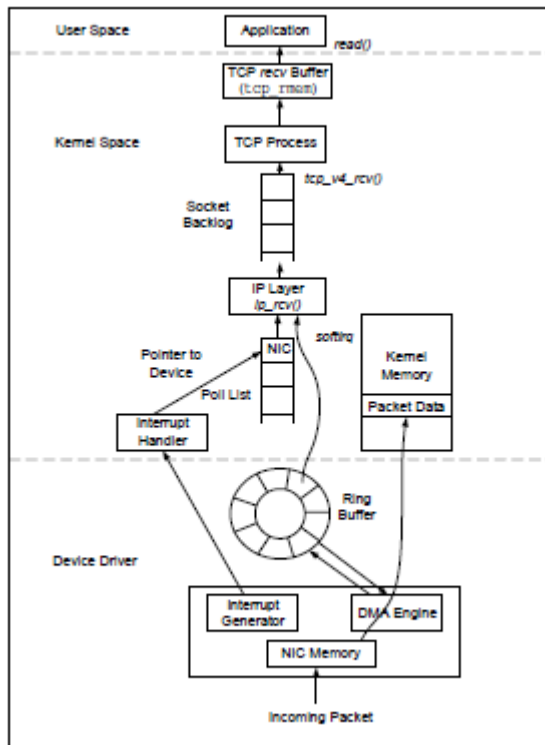 User Space
Application
read()
TCP recv Buffer
(tcp_rmem)
Kernel Space
TCP Process
tcp_v4_rcv()
Socket
Backlog
IP Layer
ip_rcv()
softirq
Pointer to
Device
NIC
Kernel
Memory
Poll List
Packet Data
Interrupt
Handler
Ring
Buffer
Device Driver
Interrupt
Generator
DMA Engine
NIC Memory
Incoming Packet